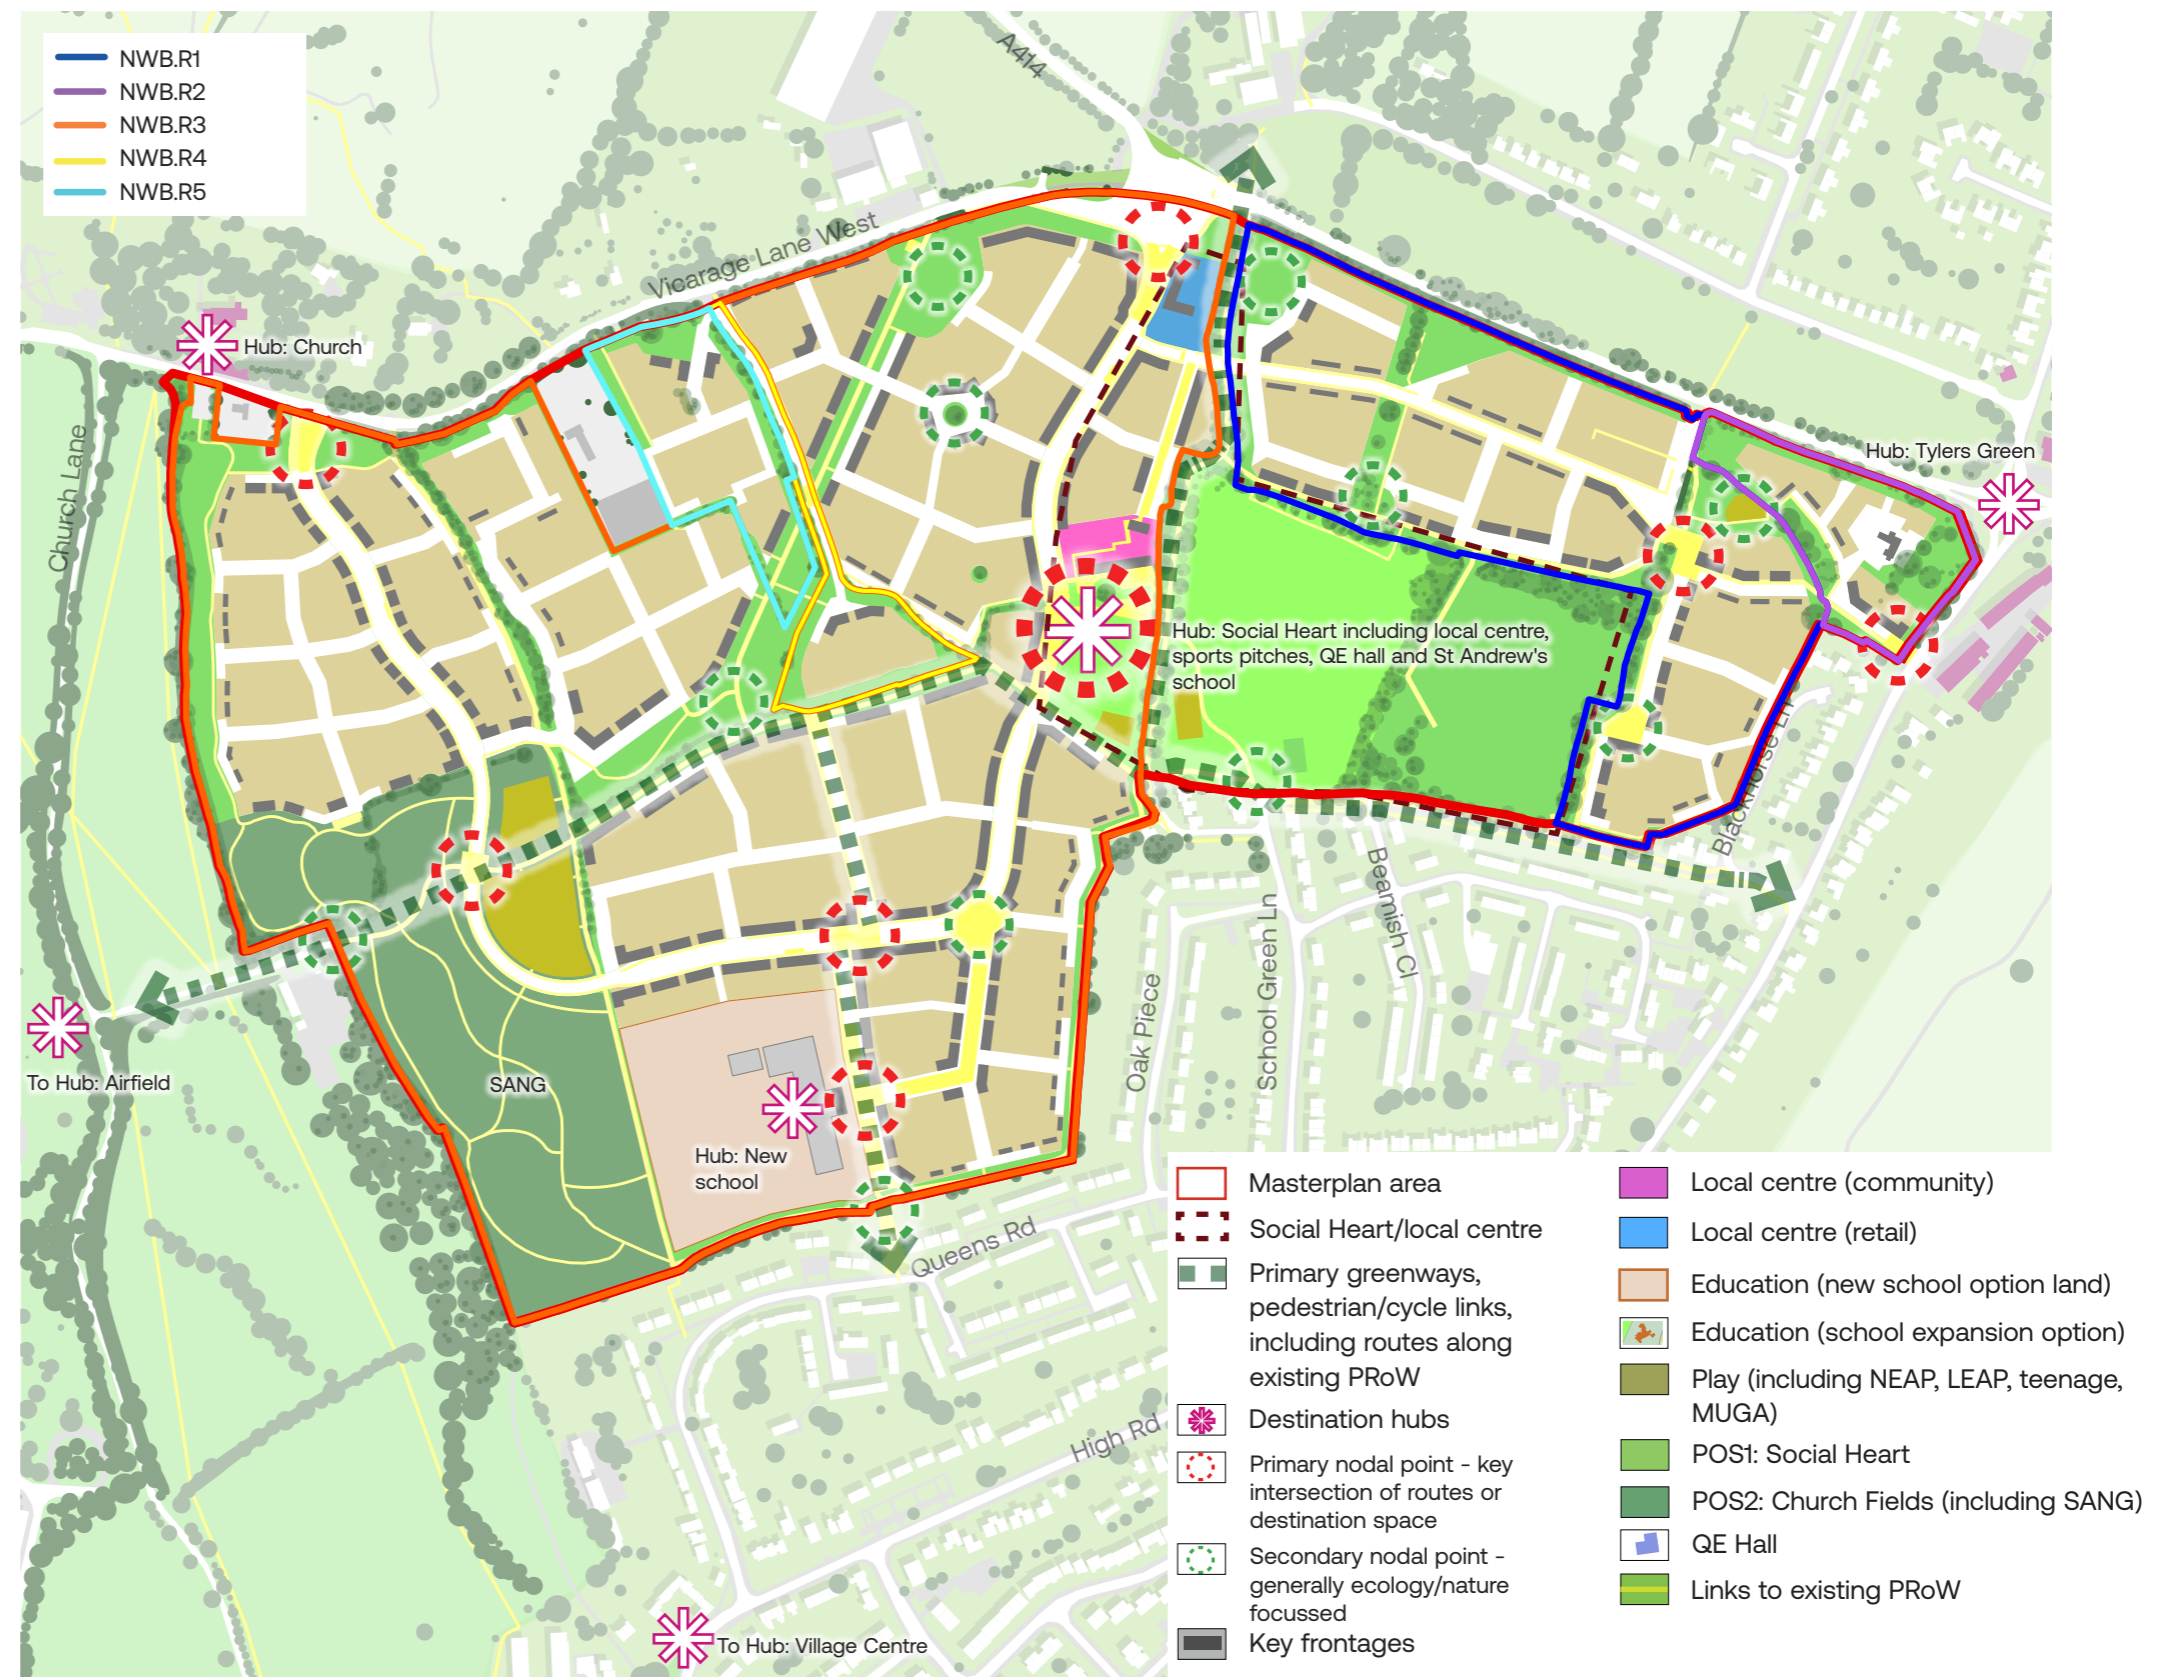 NWB.R1
NWB.R2
NWB.R3
NWB.R4
NWB.R5
A414
Vicarage Lane West
Hub: Church
Church Lane
Hub: Tylers Green
Hub: Social Heart including local centre,
sports pitches, QE hall and St Andrew's
school
Blackhorse Ln
Beamish Cl
School Green Ln
Oak Piece
To Hub: Airfield
SANG
Hub: New
school
Queens Rd
High Rd
To Hub: Village Centre
Masterplan area
Social Heart/local centre
Primary greenways,
pedestrian/cycle links,
including routes along
existing PRoW
Destination hubs
Primary nodal point - key
intersection of routes or
destination space
Secondary nodal point -
generally ecology/nature
focussed
Key frontages
Local centre (community)
Local centre (retail)
Education (new school option land)
Education (school expansion option)
Play (including NEAP, LEAP, teenage,
MUGA)
POS1: Social Heart
POS2: Church Fields (including SANG)
QE Hall
Links to existing PRoW